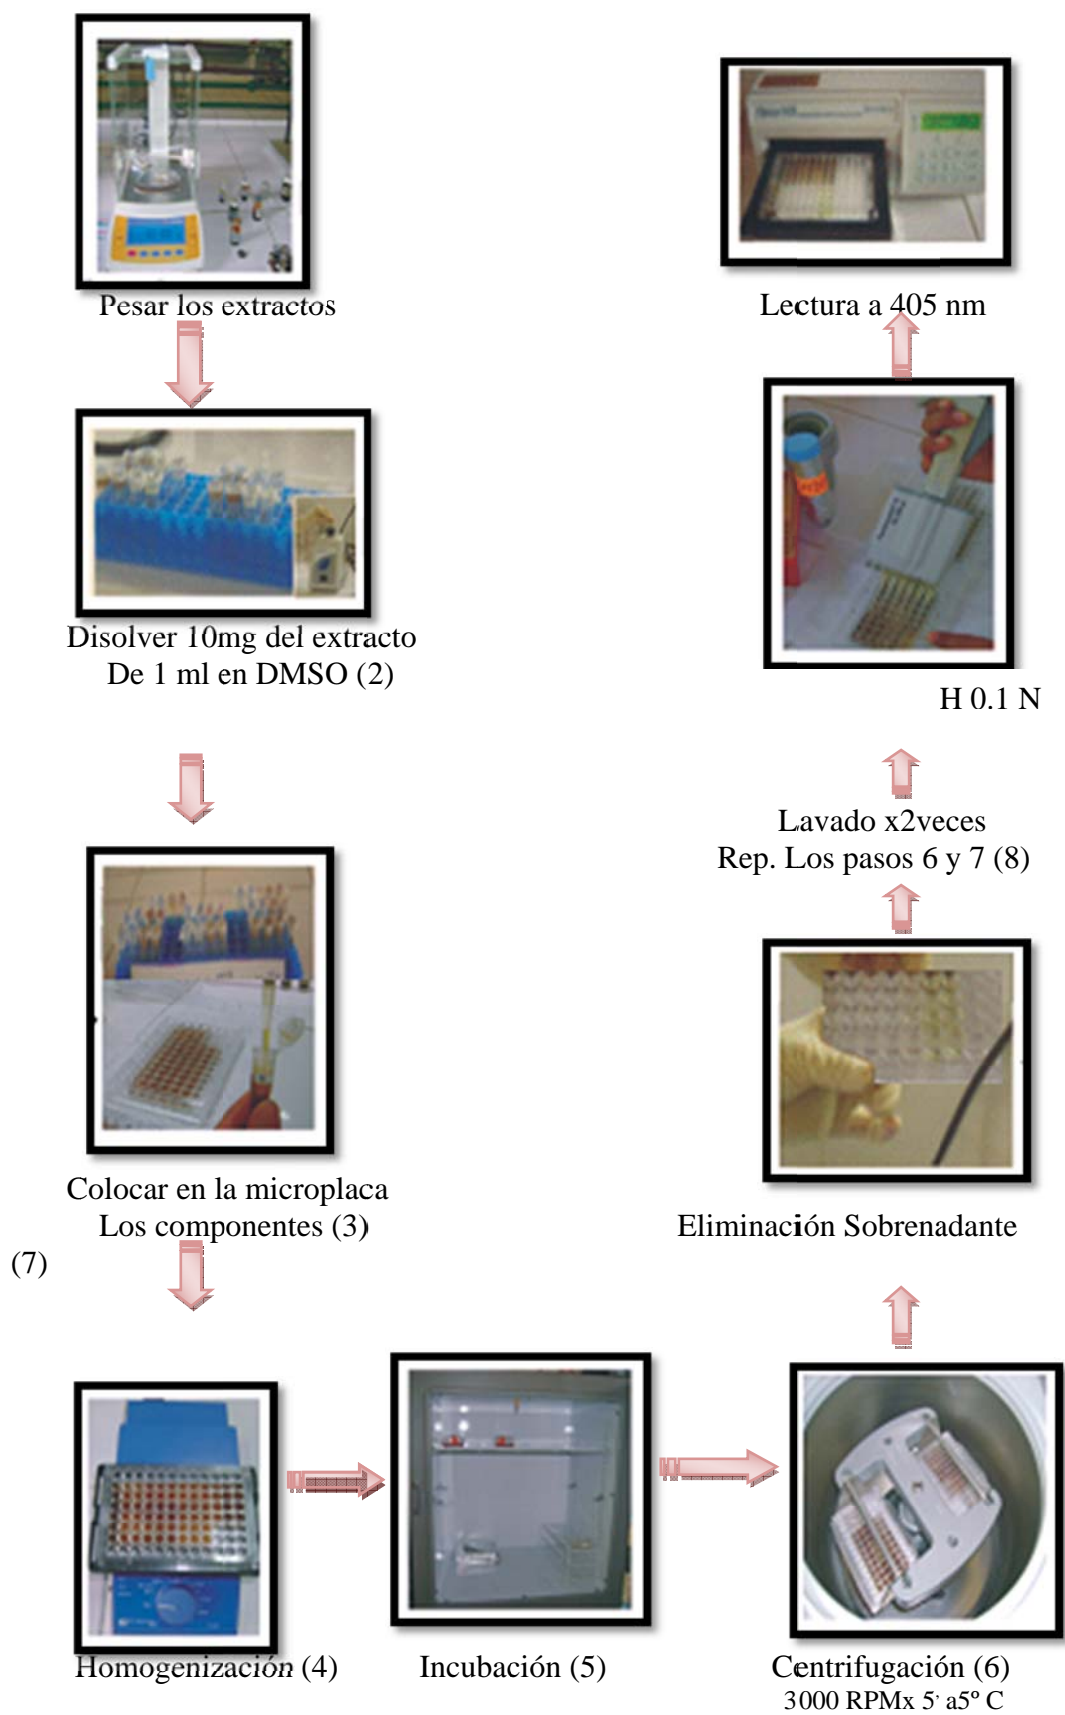 Pesar los extractos
Disolver 10mg del extracto
De 1 ml en DMSO (2)
Colocar en la microplaca
Los componentes (3)
(7)
Homogenización (4)
Incubación (5)
Centrifugación (6)
3000 RPMx 5' a5º C
Eliminación Sobrenadante
Lavado x2veces
Rep. Los pasos 6 y 7 (8)
H 0.1 N
Lectura a 405 nm